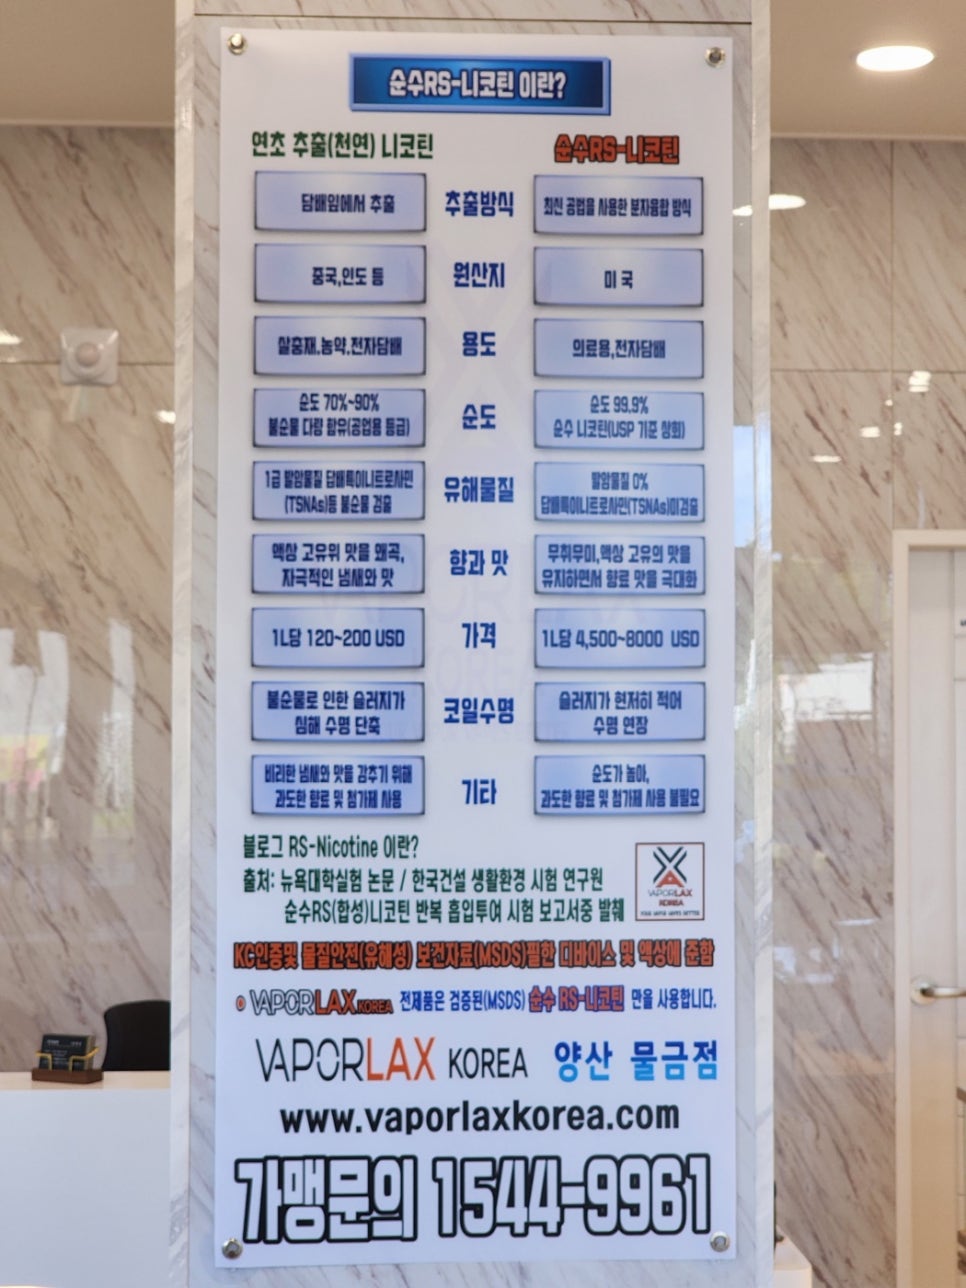 순수RS-니코틴 이란?
연초 추출(천연) 니코틴
순수RS-니코틴
담배잎에서 추출
추출방식
최신 공법을 사용한 분자융합 방식
중국,인도 등
원산지
미 국
살충재.농약.전자담배
용도
의료용,전자담배
순도 70%~90%
불순물 다량 함유(공업용 등급)
순도
순도 99.9%
순수 니코틴(USP 기준 상회)
1급 발암물질 담배특이니트로사민
(TSNAs)등 불순물 검출
유해물질
발암물질 0%
담배특이니트로사민(TSNAs)미검출
액상 고유위 맛을 왜곡,
자극적인 냄새와 맛
향과 맛
무취무미,액상 고유의 맛을
유지하면서 향료 맛을 극대화
1L당 120~200 USD
가격
1L당 4,500~8000 USD
불순물로 인한 슬러지가
심해 수명 단축
코일수명
슬러지가 현저히 적어
수명 연장
비리한 냄새와 맛을 감추기 위해
과도한 향료 및 첨가제 사용
기타
순도가 높아,
과도한 향료 및 첨가제 사용 불필요
블로그 RS-Nicotine 이란?
출처: 뉴욕대학실험 논문 / 한국건설 생활환경 시험 연구원
순수RS(합성)니코틴 반복 흡입투여 시험 보고서중 발췌
VAPORLAX
KOREA
KC인증및 물질안전(유해성) 보건자료(MSDS)필한 디바이스 및 액상에 준함
VAPORLAX KOREA 전제품은 검증된(MSDS) 순수 RS-니코틴 만을 사용합니다.
VAPORLAX KOREA 양산 물금점
www.vaporlaxkorea.com
가맹문의 1544-9961